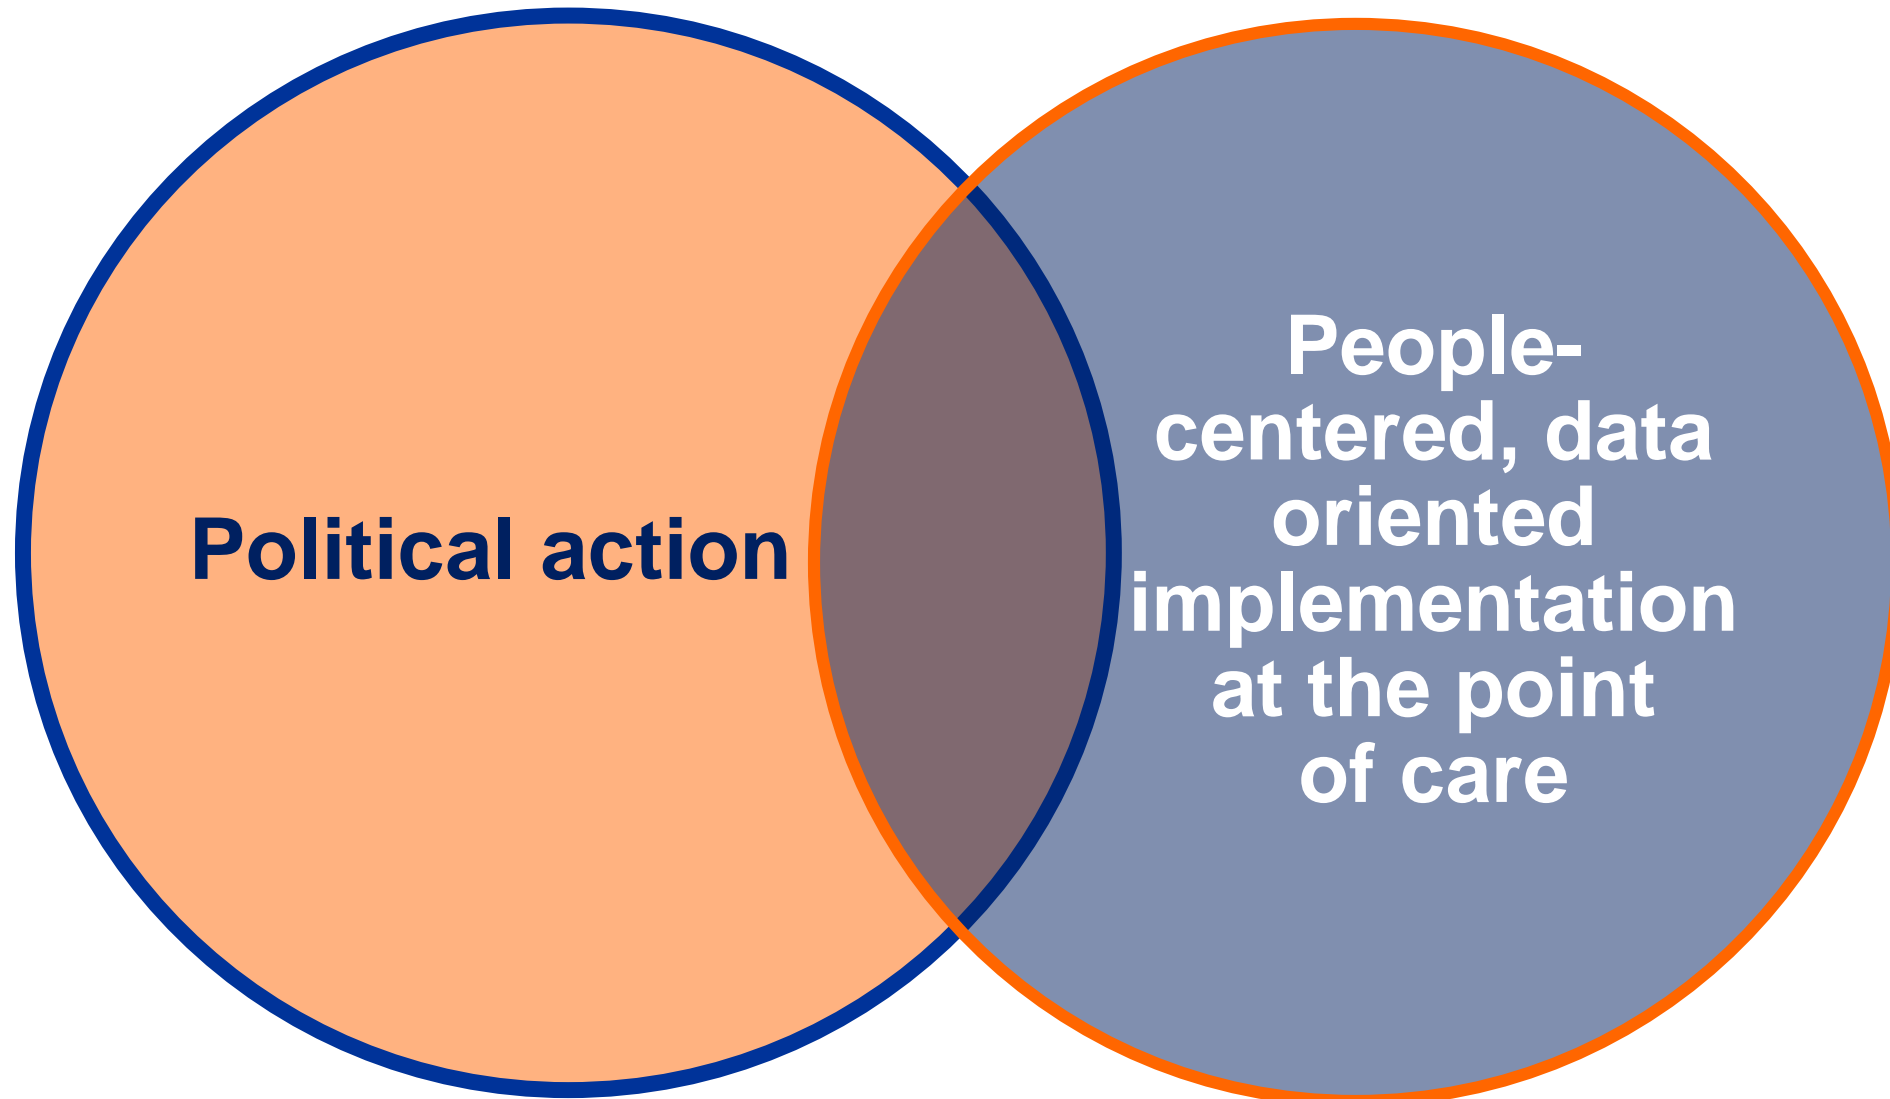 Political action
People-
centered, data
oriented
implementation
at the point
of care